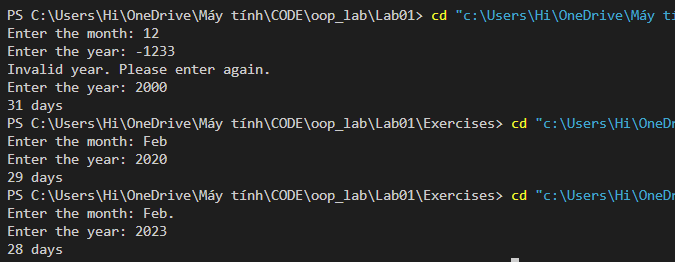 PS C:\Users\Hi\OneDrive\Máy tính\CODE\oop_lab\Lab01> cd "c:\Users\Hi\OneDrive\Máy tí
Enter the month: 12
Enter the year: -1233
Invalid year. Please enter again.
Enter the year: 2000
31 days
PS C:\Users\Hi\OneDrive\Máy tính\CODE\oop_lab\Lab01\Exercises> cd "c:\Users\Hi\OneDr
Enter the month: Feb
Enter the year: 2020
29 days
PS C:\Users\Hi\OneDrive\Máy tính\CODE\oop_lab\Lab01\Exercises> cd "c:\Users\Hi\OneDr
Enter the month: Feb.
Enter the year: 2023
28 days